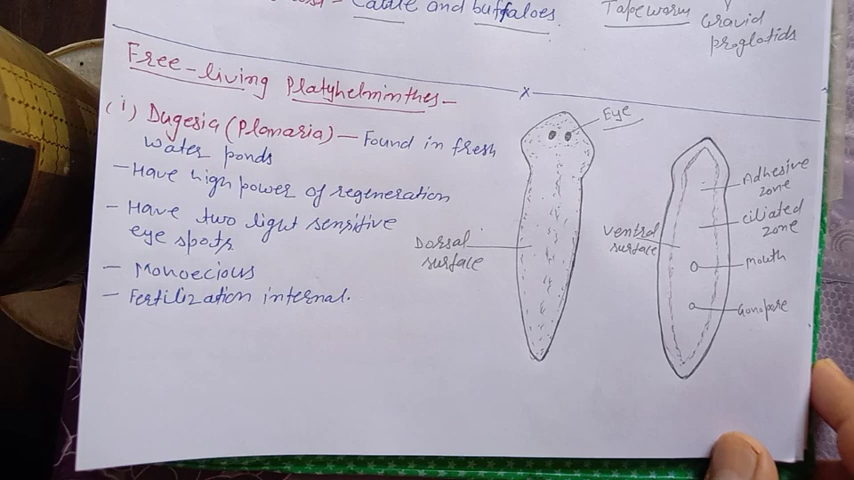 Cattle and buffaloes.
Tapeworm
Gravid
proglotids
Free-living Platyhelminthes-
x
(i) Dugesia (Planaria) - Found in fresh
water ponds
- Have high power of regeneration
- Have two light sensitive
eye spots
- Monoecious
- Fertilization internal.
Eye
Dorsal
surface
Ventral
surface
Adhesive
zone
ciliated
zone
Mouth
Gonopore